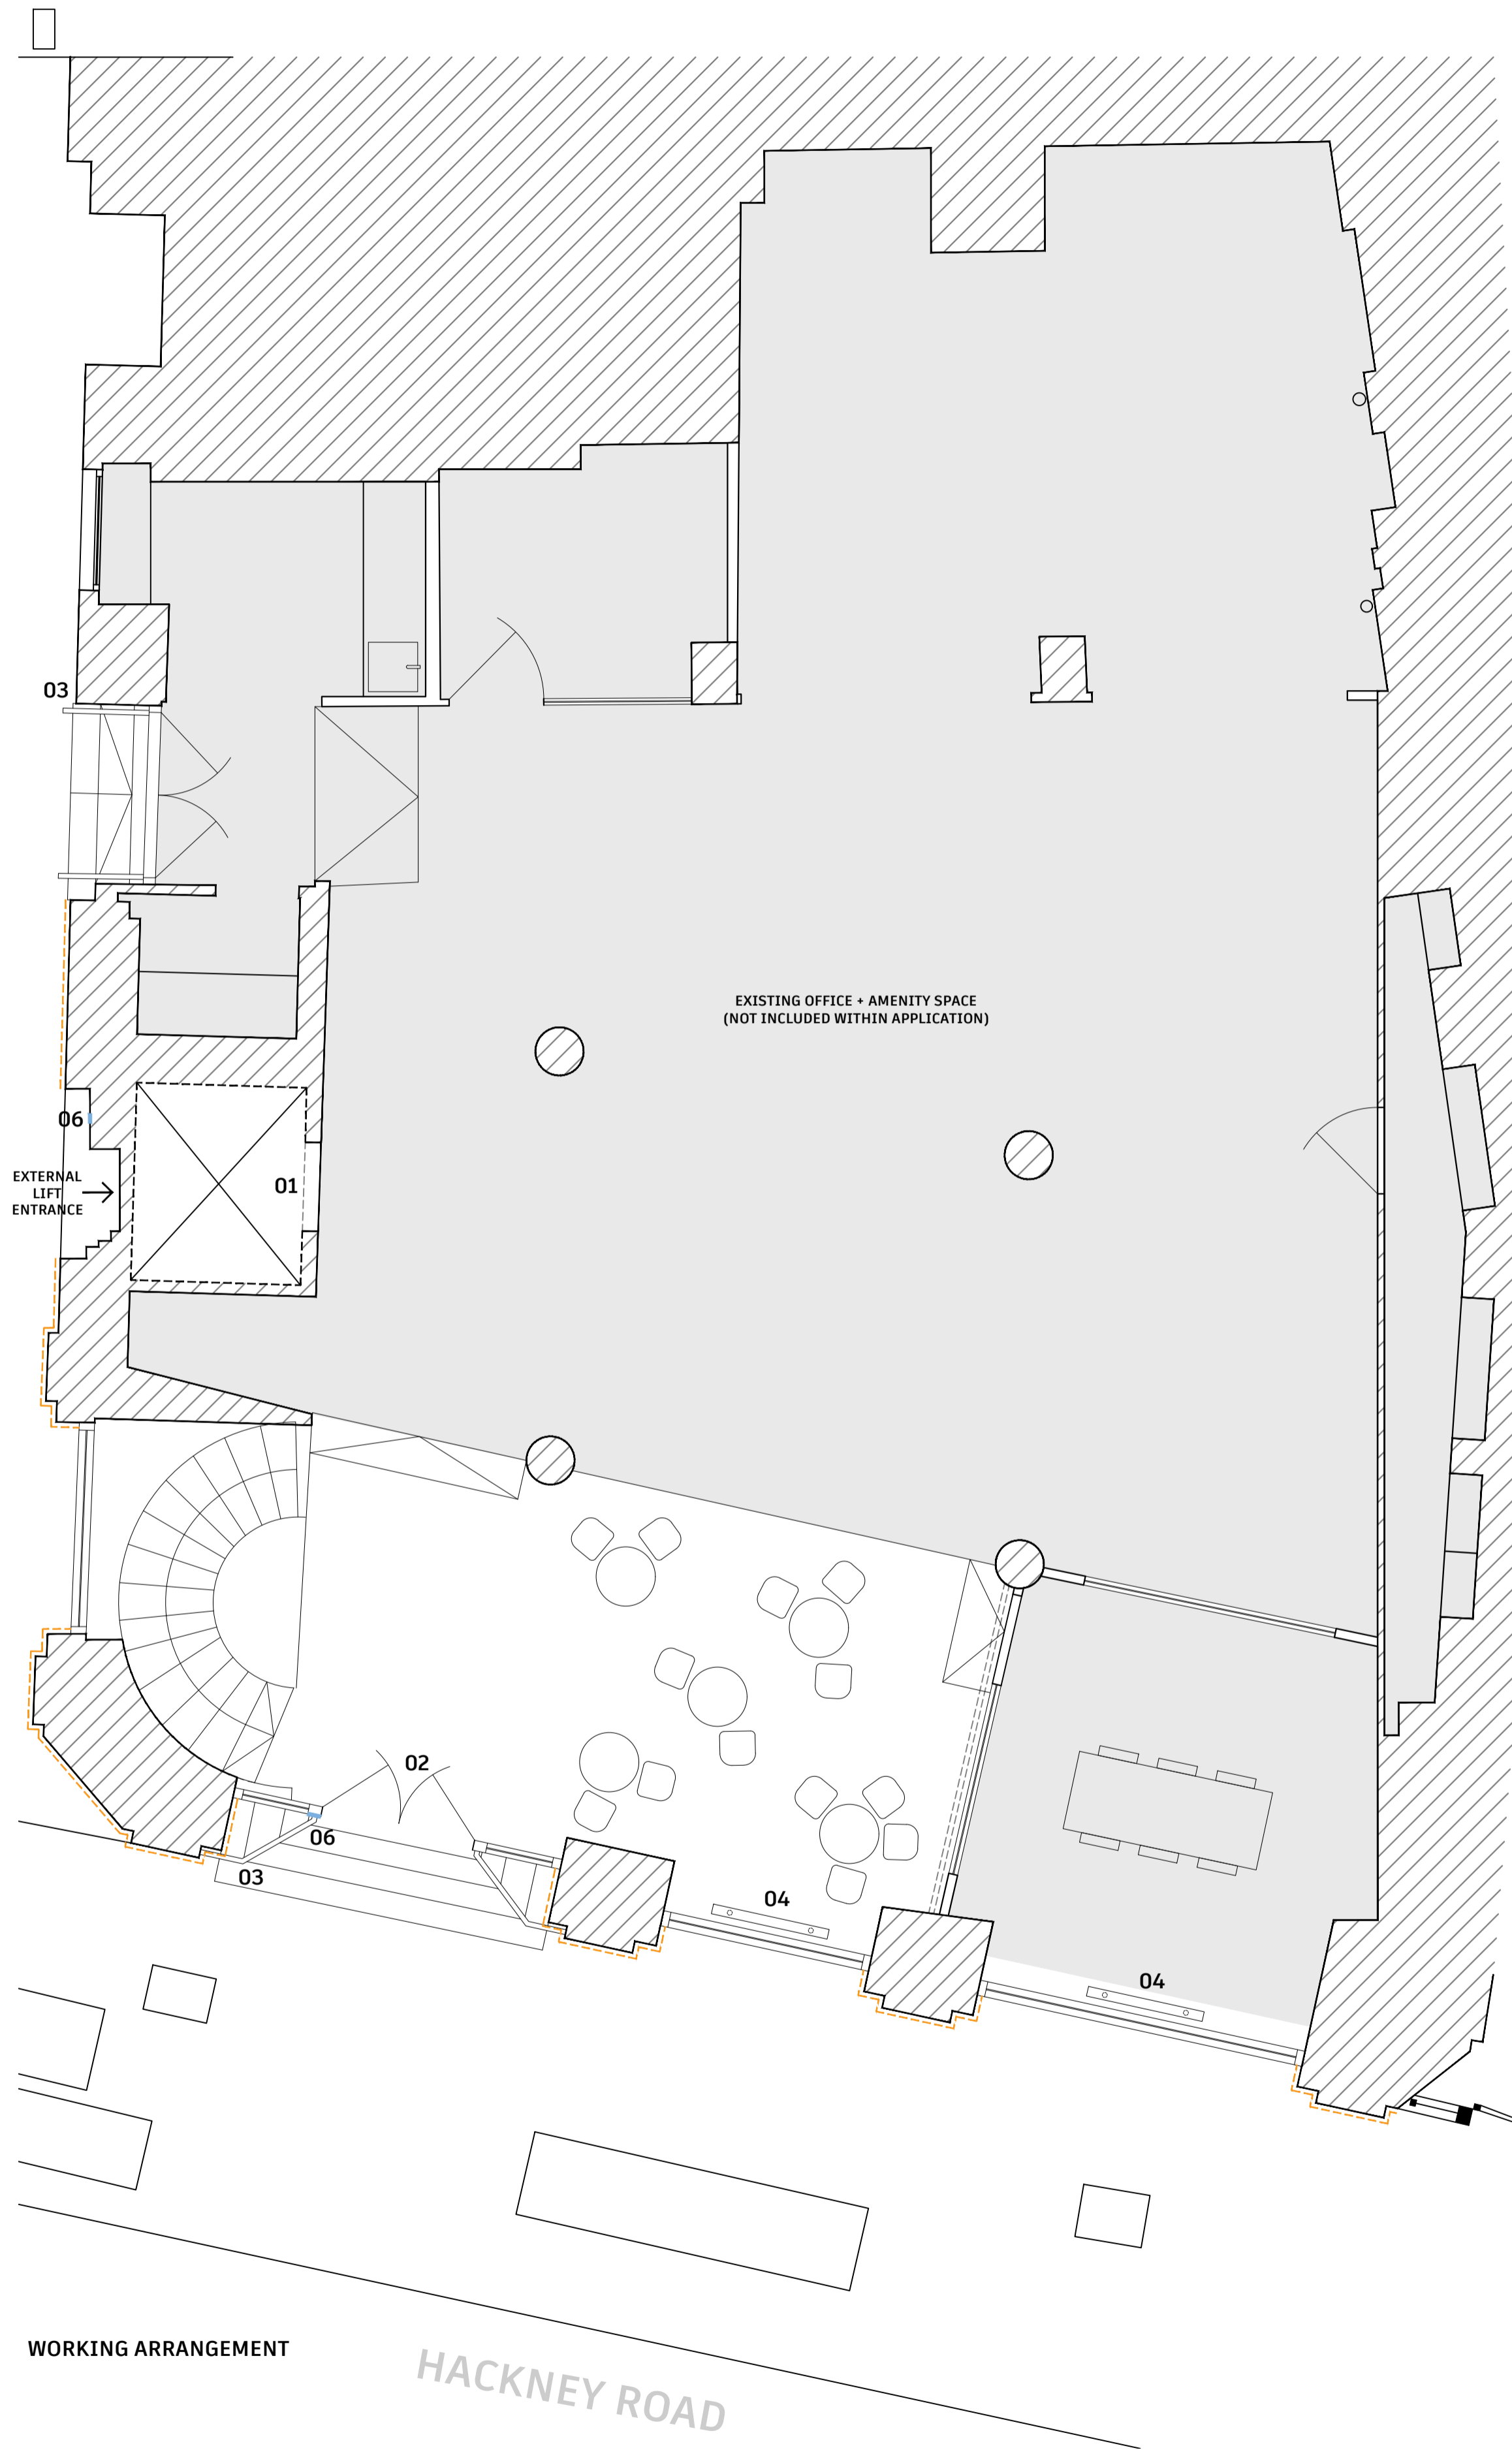 03
EXISTING OFFICE + AMENITY SPACE
(NOT INCLUDED WITHIN APPLICATION)
06
EXTERNAL
LIFT
ENTRANCE
01
02
06
03
04
04
WORKING ARRANGEMENT
HACKNEY ROAD